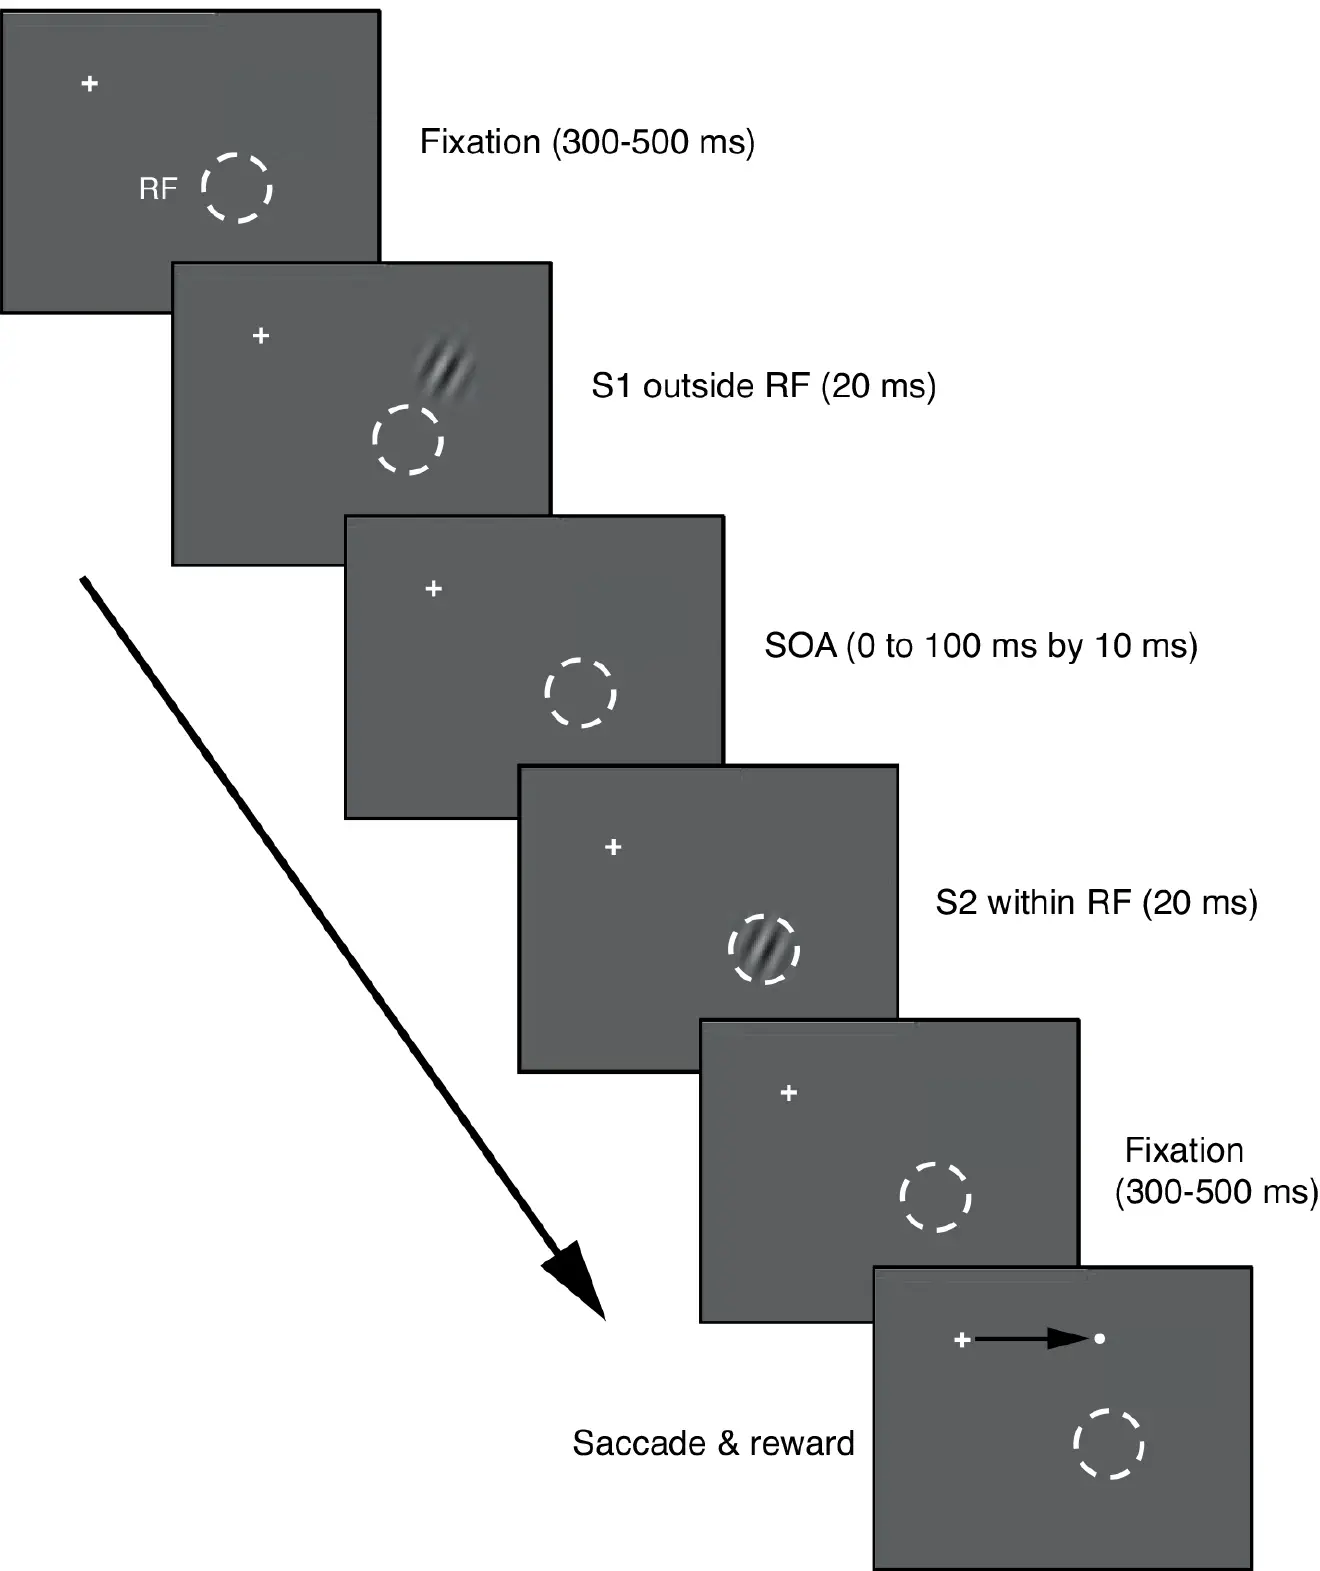 Fixation (300-500 ms)
RF
S1 outside RF (20 ms)
SOA (0 to 100 ms by 10 ms)
S2 within RF (20 ms)
Fixation
(300-500 ms)
Saccade & reward